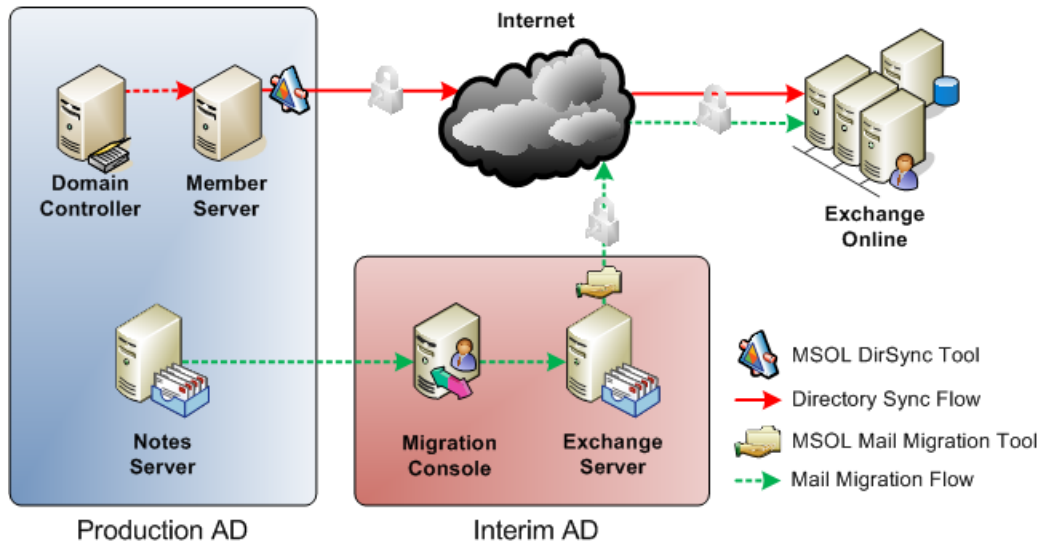 Internet
Domain
Controller
Member
Server
Exchange
Online
Notes
Server
Migration
Console
Exchange
Server
MSOL DirSync Tool
Directory Sync Flow
MSOL Mail Migration Tool
Mail Migration Flow
Production AD
Interim AD